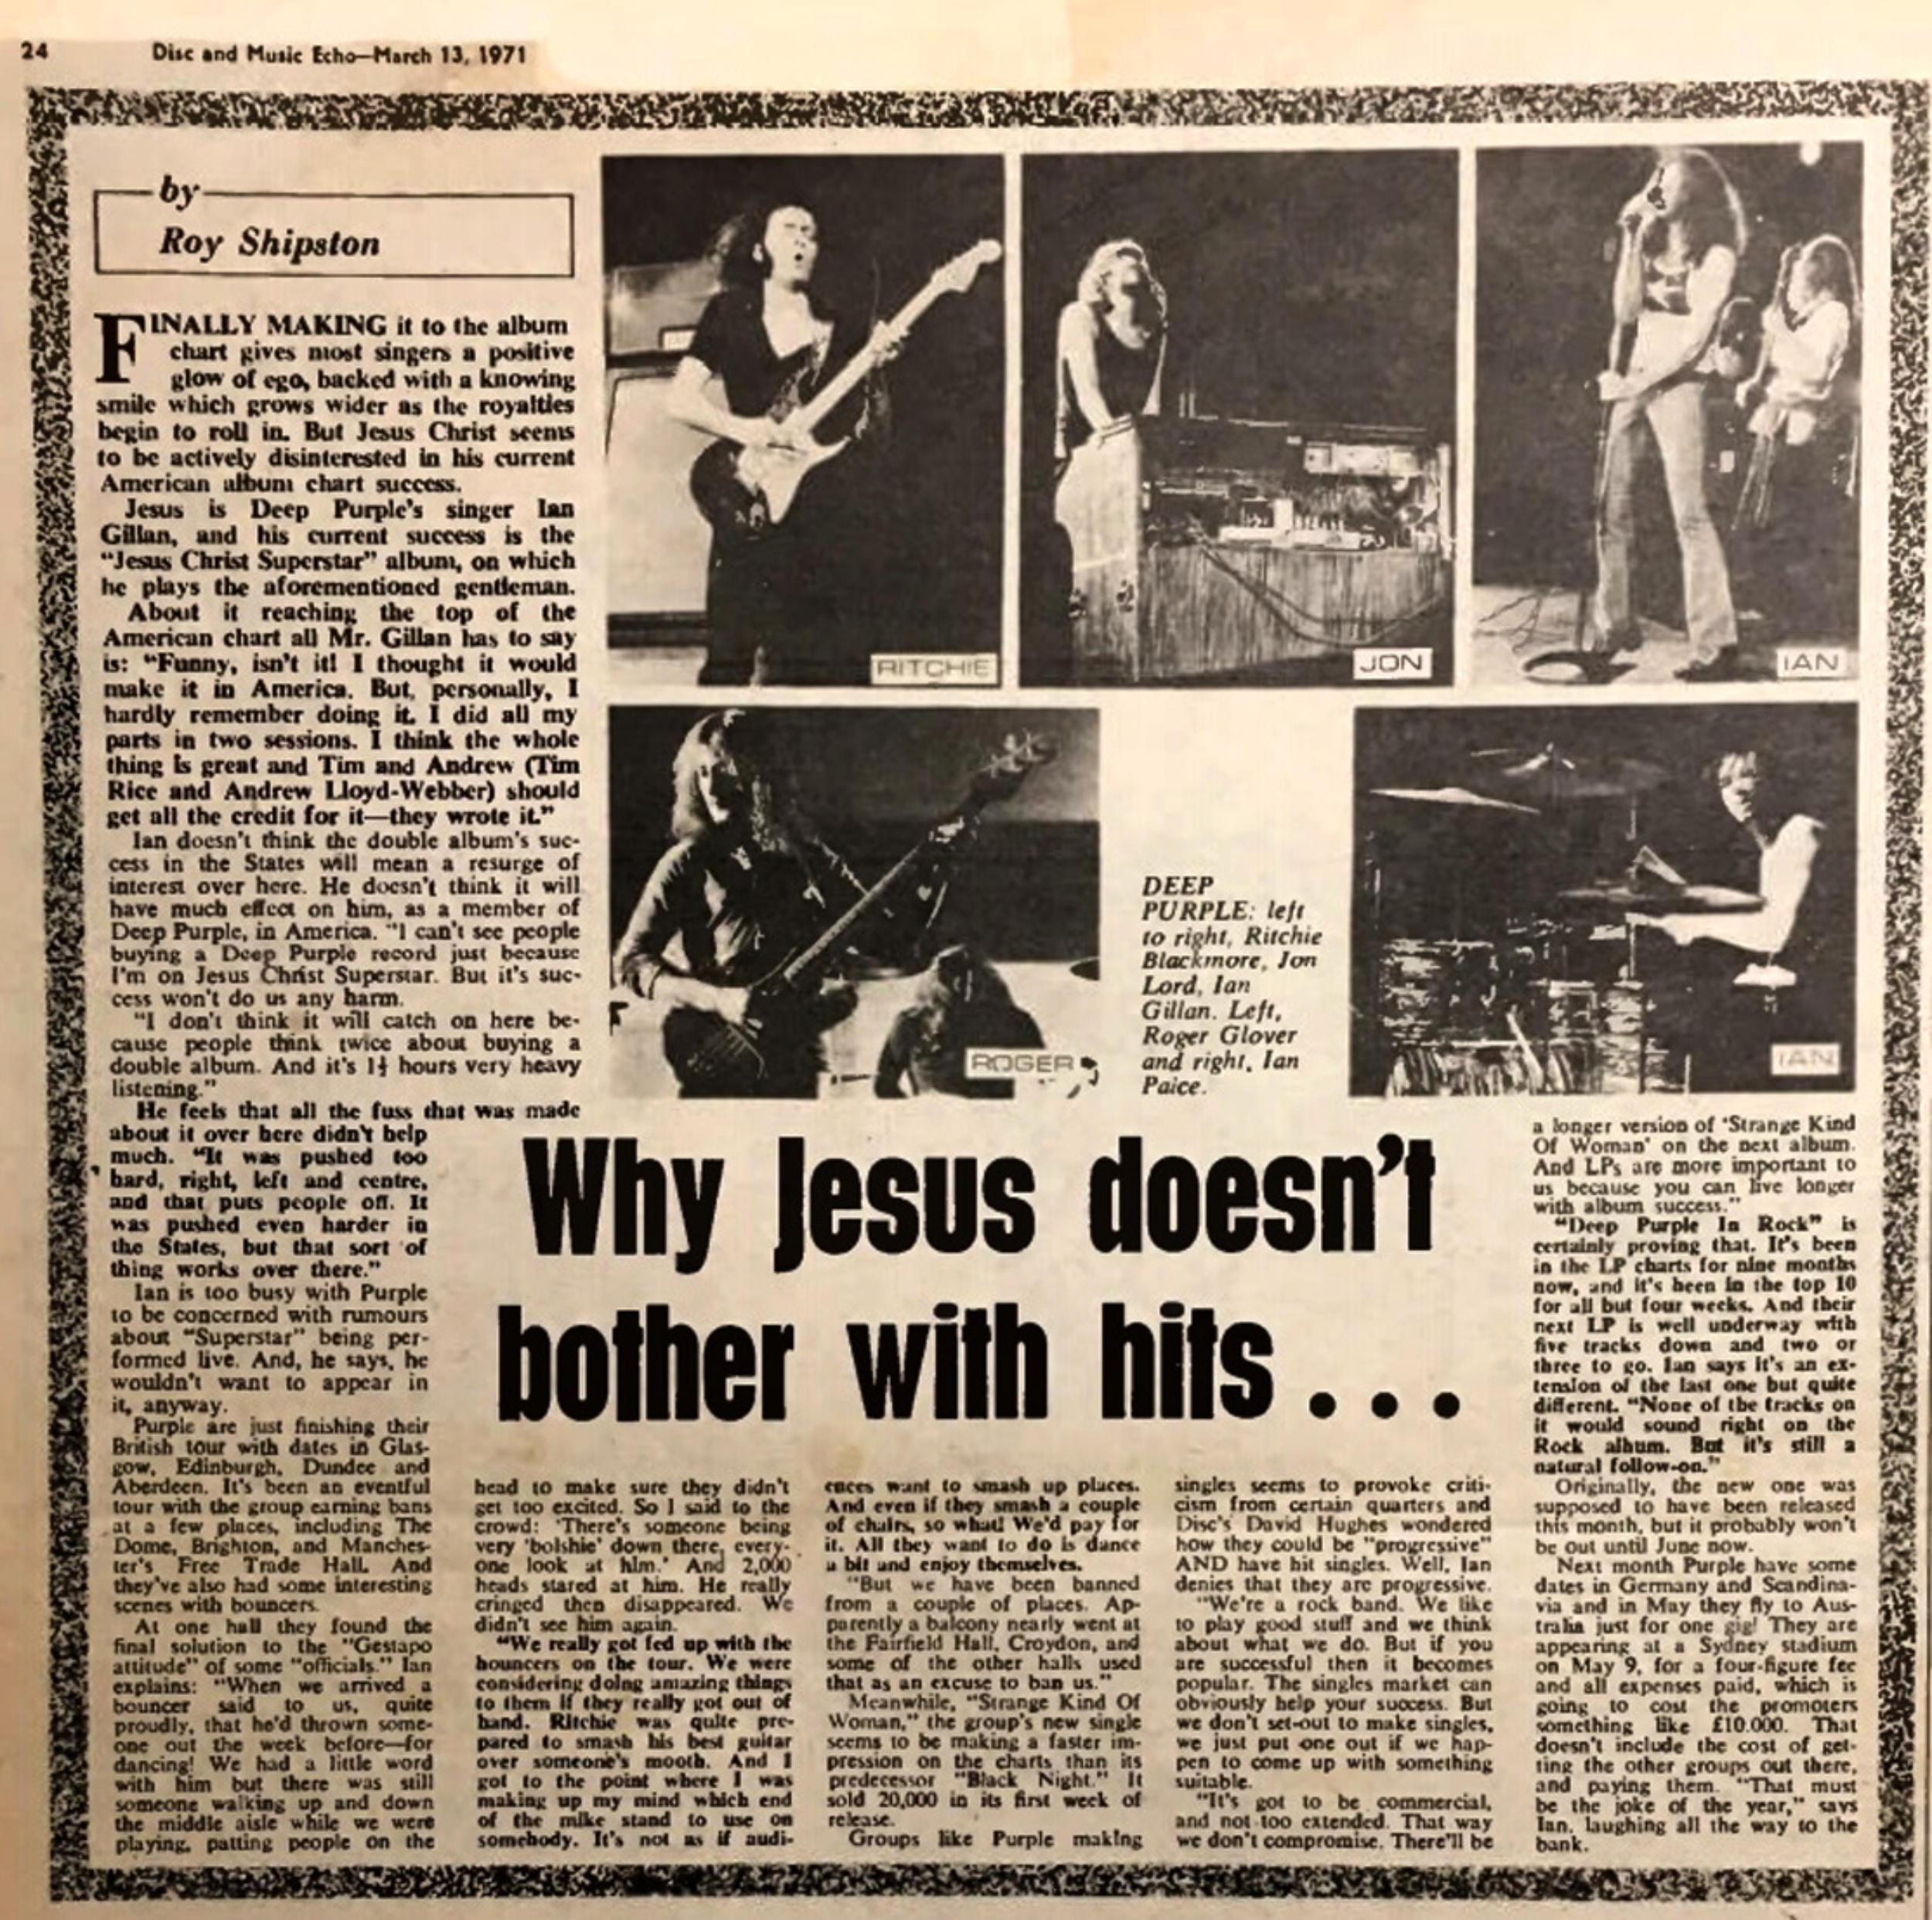 24
Disc and Music Echo—March 13, 1971
by
Roy Shipston
FINALLY MAKING it to the album
chart gives most singers a positive
glow of ego, backed with a knowing
smile which grows wider as the royalties
begin to roll in. But Jesus Christ seems
to be actively disinterested in his current
American album chart success.
Jesus is Deep Purple's singer Ian
Gillan, and his current success is the
"Jesus Christ Superstar" album, on which
he plays the aforementioned gentleman.
About it reaching the top of the
American chart all Mr. Gillan has to say
is: "Funny, isn't it! I thought it would
make it in America. But, personally, I
hardly remember doing it. I did all my
parts in two sessions. I think the whole
thing is great and Tim and Andrew (Tim
Rice and Andrew Lloyd-Webber) should
get all the credit for it—they wrote it."
Ian doesn't think the double album's suc-
cess in the States will mean a resurge of
interest over here. He doesn't think it will
have much effect on him, as a member of
Deep Purple, in America. "I can't see people
buying a Deep Purple record just because
I'm on Jesus Christ Superstar. But it's suc-
cess won't do us any harm.
"I don't think it will catch on here be-
cause people think twice about buying a
double album. And it's 1½ hours very heavy
listening."
He feels that all the fuss that was made
about it over here didn't help
much. "It was pushed too
hard, right, left and centre,
and that puts people off. It
was pushed even harder in
the States, but that sort of
thing works over there."
Ian is too busy with Purple
to be concerned with rumours
about "Superstar" being per-
formed live. And, he says, he
wouldn't want to appear in
it, anyway.
Purple are just finishing their
British tour with dates in Glas-
gow, Edinburgh, Dundee and
Aberdeen. It's been an eventful
tour with the group earning bans
at a few places, including The
Dome, Brighton, and Manches-
ter's Free Trade Hall. And
they've also had some interesting
scenes with bouncers.
At one hall they found the
final solution to the "Gestapo
attitude" of some "officials." Ian
explains: "When we arrived a
bouncer said to us, quite
proudly, that he'd thrown some-
one out the week before—for
dancing! We had a little word
with him but there was still
someone walking up and down
the middle aisle while we were
playing, patting people on the
RITCHIE
JON
IAN
ROGER
DEEP
PURPLE: left
to right, Ritchie
Blackmore, Jon
Lord, Ian
Gillan. Left,
Roger Glover
and right, Ian
Paice.
IAN
Why Jesus doesn't
bother with hits . . .
head to make sure they didn't
get too excited. So I said to the
crowd: 'There's someone being
very 'bolshie' down there, every-
one look at him.' And 2,000
heads stared at him. He really
cringed then disappeared. We
didn't see him again.
"We really got fed up with the
bouncers on the tour. We were
considering doing amazing things
to them if they really got out of
hand. Ritchie was quite pre-
pared to smash his best guitar
over someone's mooth. And I
got to the point where I was
making up my mind which end
of the mike stand to use on
somebody. It's not as if audi-
ences want to smash up places.
And even if they smash a couple
of chairs, so what! We'd pay for
it. All they want to do is dance
a bit and enjoy themselves.
"But we have been banned
from a couple of places. Ap-
parently a balcony nearly went at
the Fairfield Hall, Croydon, and
some of the other halls used
that as an excuse to ban us."
Meanwhile, "Strange Kind Of
Woman," the group's new single
seems to be making a faster im-
pression on the charts than its
predecessor "Black Night." It
sold 20,000 in its first week of
release.
Groups like Purple making
singles seems to provoke criti-
cism from certain quarters and
Disc's David Hughes wondered
how they could be "progressive"
AND have hit singles. Well, Ian
denies that they are progressive.
"We're a rock band. We like
to play good stuff and we think
about what we do. But if you
are successful then it becomes
popular. The singles market can
obviously help your success. But
we don't set-out to make singles,
we just put one out if we hap-
pen to come up with something
suitable.
"It's got to be commercial,
and not too extended. That way
we don't compromise. There'll be
a longer version of 'Strange Kind
Of Woman' on the next album.
And LPs are more important to
us because you can live longer
with album success."
"Deep Purple In Rock" is
certainly proving that. It's been
in the LP charts for nine months
now, and it's been in the top 10
for all but four weeks. And their
next LP is well underway with
five tracks down and two or
three to go. Ian says it's an ex-
tension of the last one but quite
different. "None of the tracks on
it would sound right on the
Rock album. But it's still a
natural follow-on."
Originally, the new one was
supposed to have been released
this month, but it probably won't
be out until June now.
Next month Purple have some
dates in Germany and Scandina-
via and in May they fly to Aus-
tralia just for one gig! They are
appearing at a Sydney stadium
on May 9, for a four-figure fee
and all expenses paid, which is
going to cost the promoters
something like £10.000. That
doesn't include the cost of get-
ting the other groups out there,
and paying them. "That must
be the joke of the year," says
Ian, laughing all the way to the
bank.